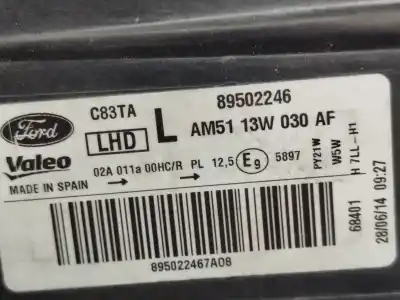 Ford
C83TA
89502246
LHD
L
AM51 13W 030 AF
Valeo
02A 011a 00HC/R PL 12,5 E9 5897
MADE IN SPAIN
PY21W
W5W
H7LL-H1
68401
28/06/14 09:27
895022467A08